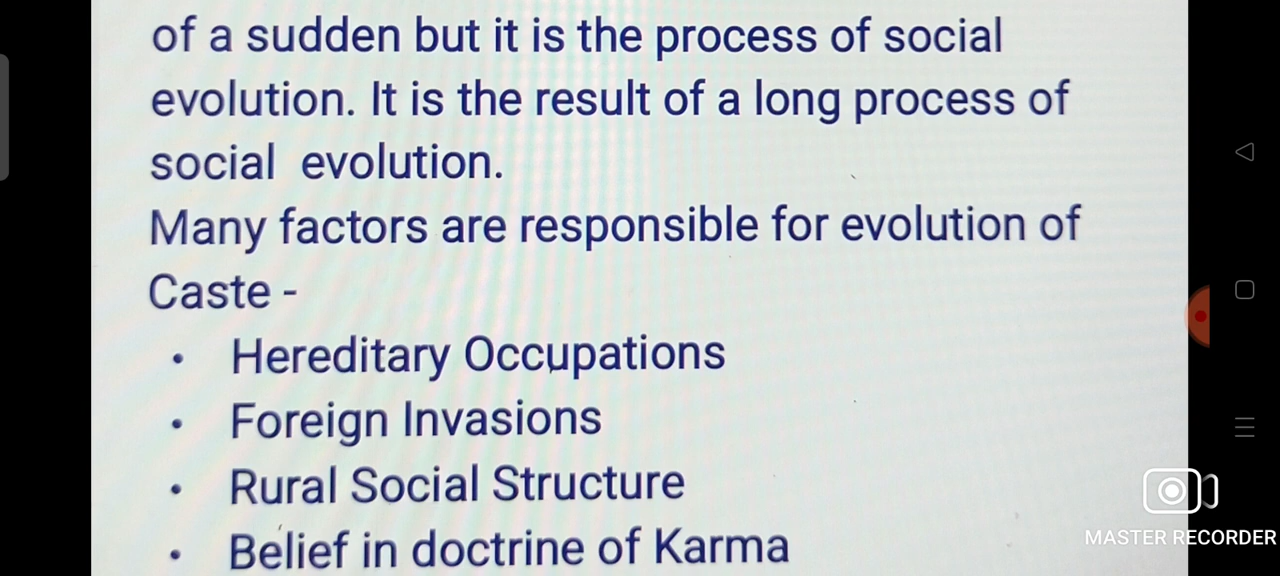 of a sudden but it is the process of social
evolution. It is the result of a long process of
social evolution.
Many factors are responsible for evolution of
Caste -
• Hereditary Occupations
• Foreign Invasions
• Rural Social Structure
• Belief in doctrine of Karma
MASTER RECORDER